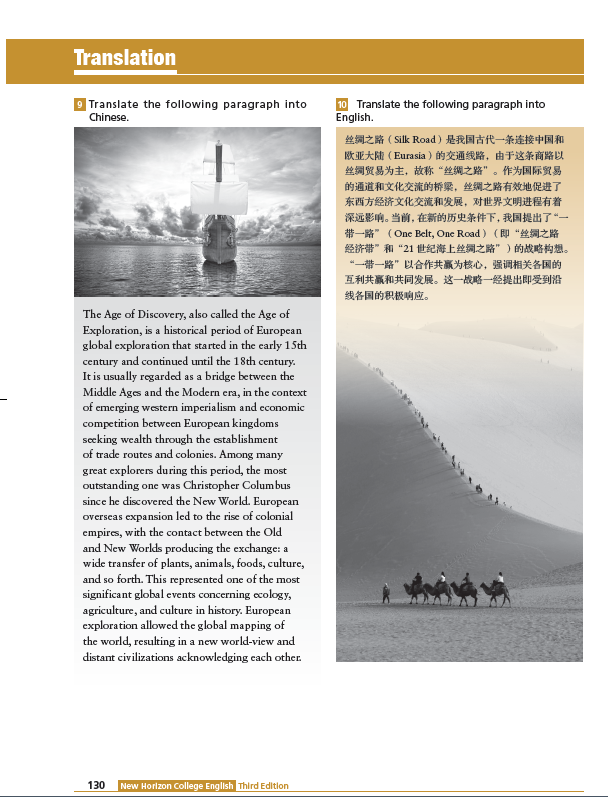 Translation
9 Translate the following paragraph into
Chinese.
The Age of Discovery, also called the Age of
Exploration, is a historical period of European
global exploration that started in the early 15th
century and continued until the 18th century.
It is usually regarded as a bridge between the
Middle Ages and the Modern era, in the context
of emerging western imperialism and economic
competition between European kingdoms
seeking wealth through the establishment
of trade routes and colonies. Among many
great explorers during this period, the most
outstanding one was Christopher Columbus
since he discovered the New World. European
overseas expansion led to the rise of colonial
empires, with the contact between the Old
and New Worlds producing the exchange: a
wide transfer of plants, animals, foods, culture,
and so forth. This represented one of the most
significant global events concerning ecology,
agriculture, and culture in history. European
exploration allowed the global mapping of
the world, resulting in a new world-view and
distant civilizations acknowledging each other.
10 Translate the following paragraph into
English.
丝绸之路（Silk Road）是我国古代一条连接中国和
欧亚大陆（Eurasia）的交通线路，由于这条商路以
丝绸贸易为主，故称“丝绸之路”。作为国际贸易
的通道和文化交流的桥梁，丝绸之路有效地促进了
东西方经济文化交流和发展，对世界文明进程有着
深远影响。当前，在新的历史条件下，我国提出了“一
带一路”（One Belt, One Road）（即“丝绸之路
经济带”和“21世纪海上丝绸之路”）的战略构想。
“一带一路”以合作共赢为核心，强调相关各国的
互利共赢和共同发展。这一战略一经提出即受到沿
线各国的积极响应。
130 New Horizon College English Third Edition